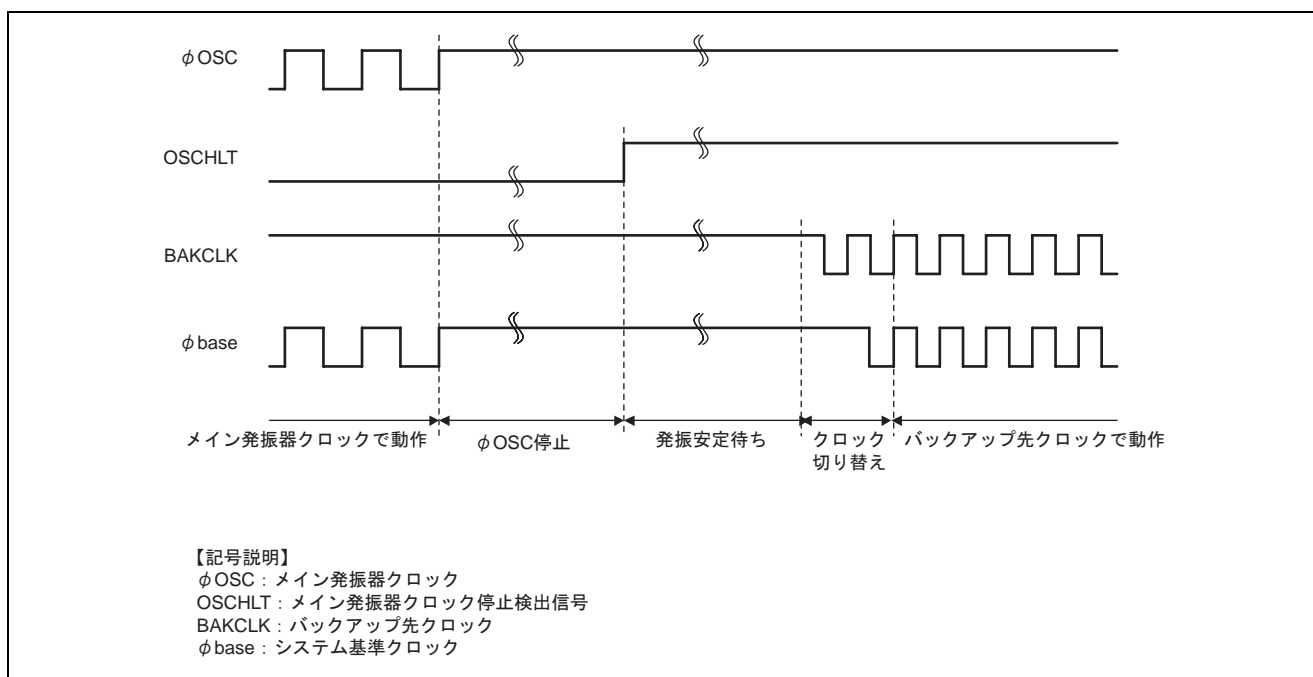 φOSC
OSCHLT
BAKCLK
φbase
メイン発振器クロックで動作
φOSC停止
発振安定待ち
クロック
切り替え
バックアップ先クロックで動作
【記号説明】
φOSC：メイン発振器クロック
OSCHLT：メイン発振器クロック停止検出信号
BAKCLK：バックアップ先クロック
φbase：システム基準クロック